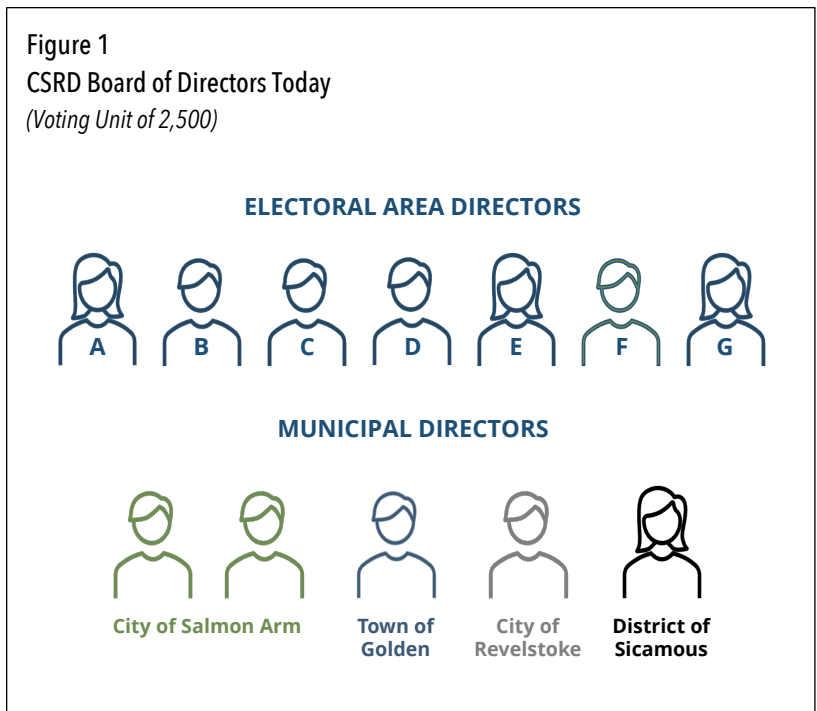 Figure 1
CSRD Board of Directors Today
(Voting Unit of 2,500)
ELECTORAL AREA DIRECTORS
A B C D E F G
MUNICIPAL DIRECTORS
City of Salmon Arm
Town of
Golden
City of
Revelstoke
District of
Sicamous